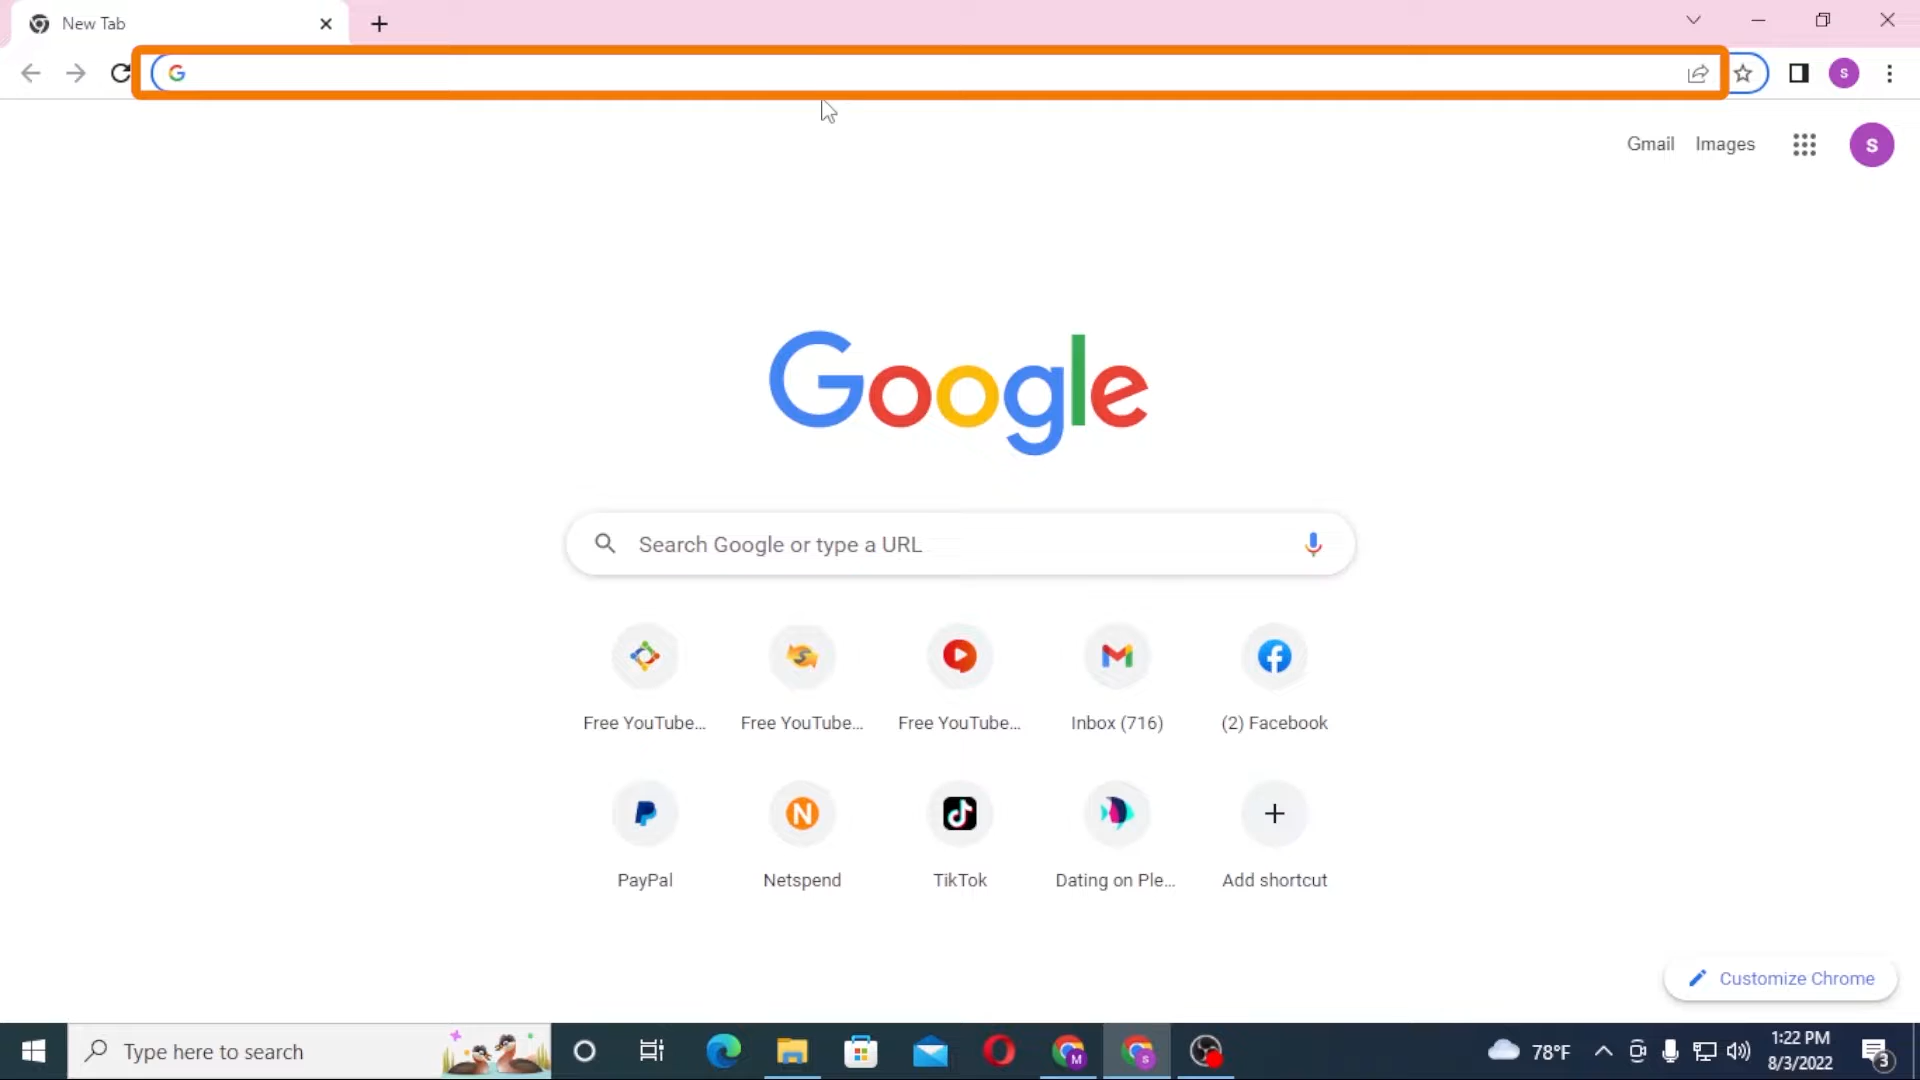 New Tab
G
S
Gmail Images
S
Google
Search Google or type a URL
Free YouTube...
Free YouTube...
Free YouTube...
Inbox (716)
(2) Facebook
PayPal
Netspend
TikTok
Dating on Ple...
Add shortcut
Customize Chrome
Type here to search
M
S
78°F
1:22 PM
8/3/2022
3